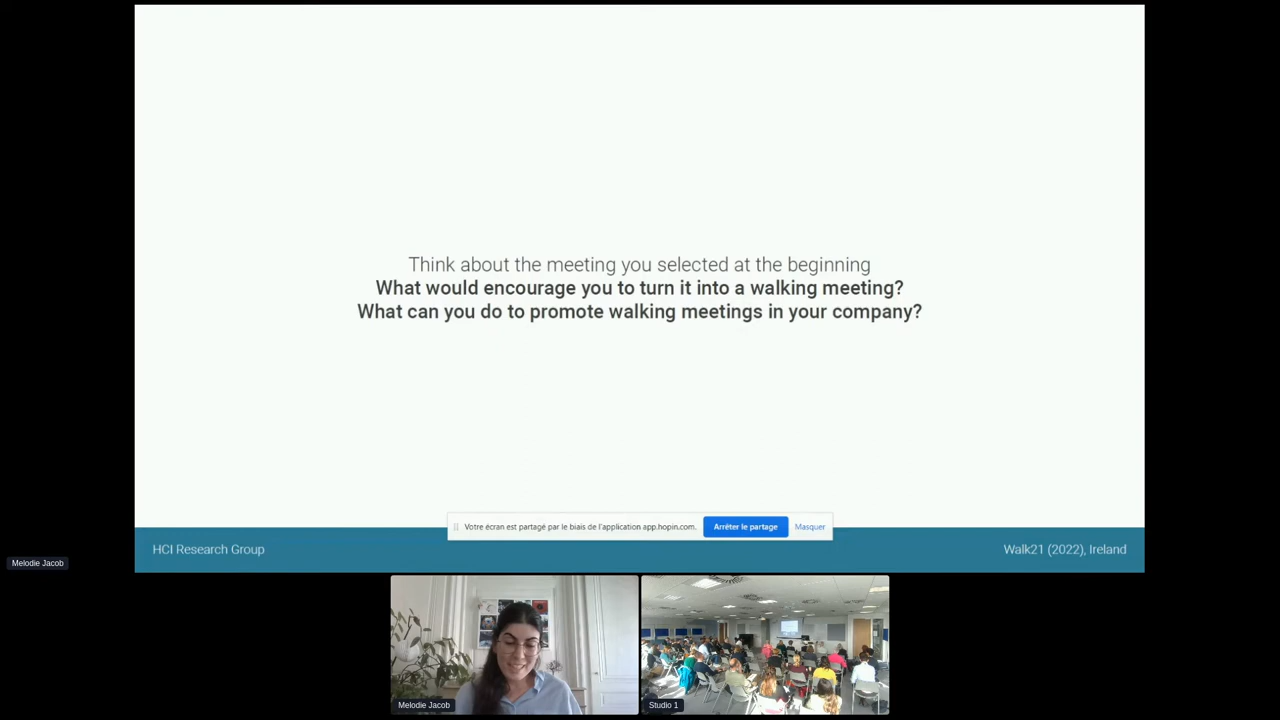 Think about the meeting you selected at the beginning
What would encourage you to turn it into a walking meeting?
What can you do to promote walking meetings in your company?
Votre écran est partagé par le biais de l'application app.hopin.com.
Arrêter le partage
Masquer
HCI Research Group
Walk21 (2022), Ireland
Melodie Jacob
Melodie Jacob
Studio 1